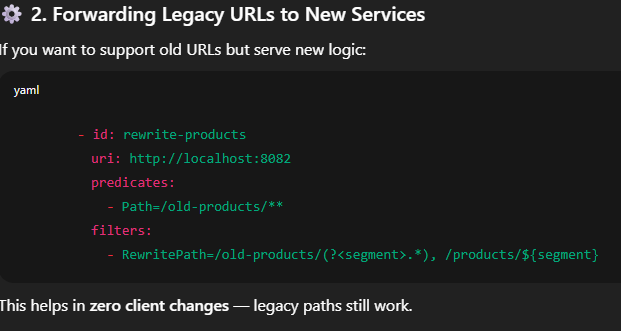 ⚙️ 2. Forwarding Legacy URLs to New Services
If you want to support old URLs but serve new logic:
yaml
- id: rewrite-products
uri: http://localhost:8082
predicates:
- Path=/old-products/**
filters:
- RewritePath=/old-products/(?<segment>.*), /products/${segment}
This helps in zero client changes — legacy paths still work.